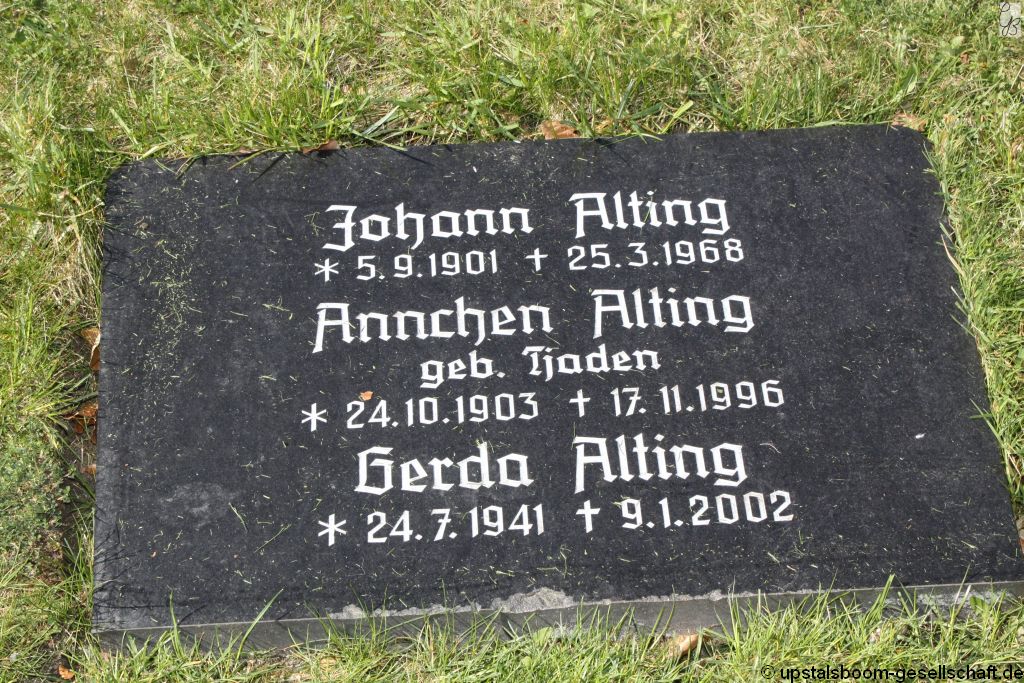 Johann Alting
* 5.9.1901 † 25.3.1968
Annchen Alting
geb. Tjaden
* 24.10.1903 † 17.11.1996
Gerda Alting
* 24.7.1941 † 9.1.2002
© upstalsboom-gesellschaft.de